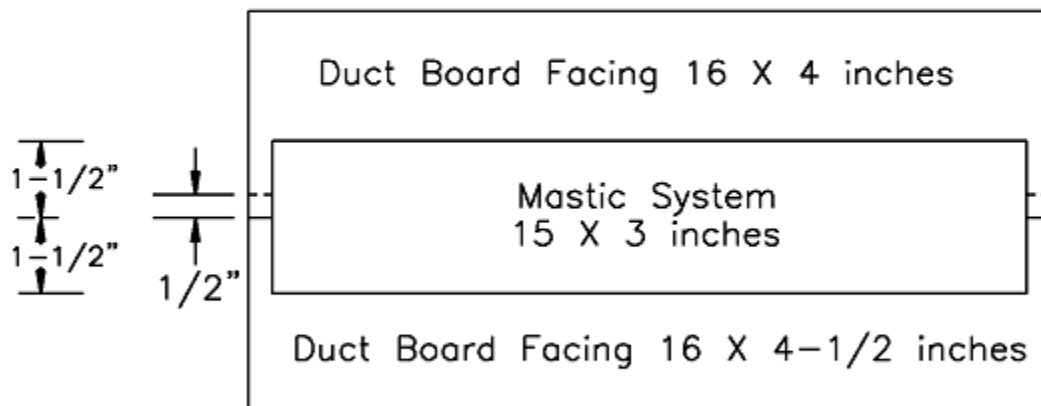 Duct Board Facing 16 X 4 inches
1-1/2”
Mastic System
15 X 3 inches
1-1/2”
1/2”
Duct Board Facing 16 X 4-1/2 inches